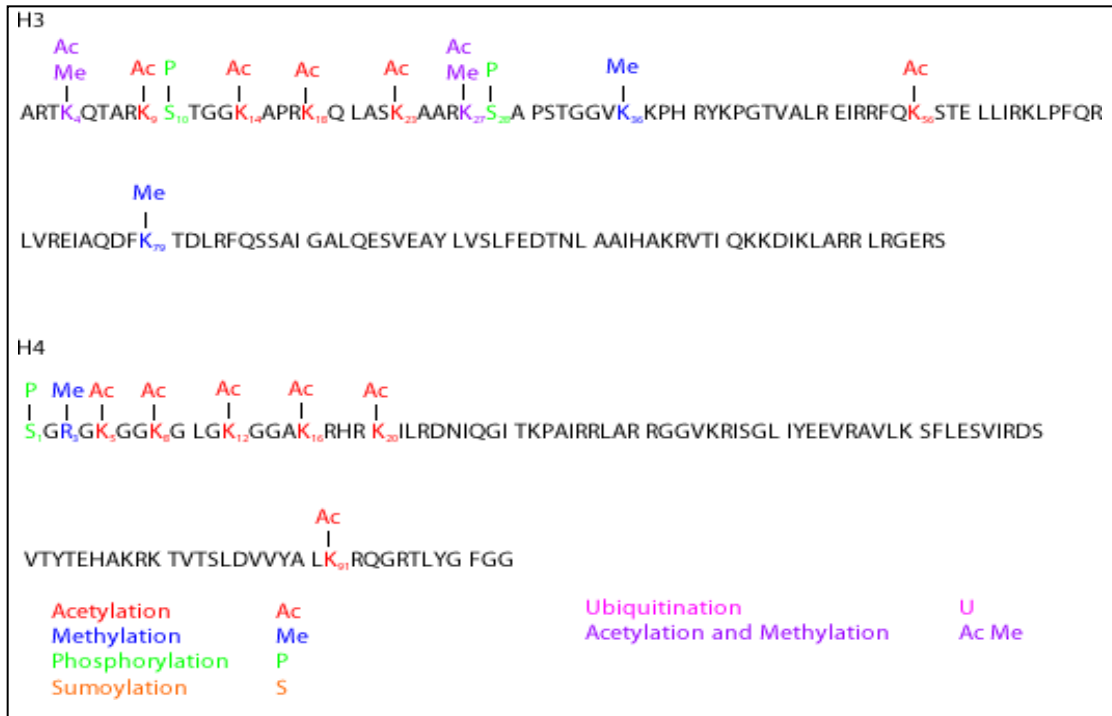 H3
Ac Ac
Me Ac P Ac Ac Ac Me P Me Ac
ARTK4QTARK9 S10TGGK14APRK18Q LASK23AARK27S28A PSTGGVK36KPH RYKPGTVALR EIRRFQK56STE LLIRKLPFQR
Me
LVREIAQDFK79 TDLRFQSSAI GALQESVEAY LVSLFEDTNL AAIHAKRVTI QKKDIKLARR LRGERS
H4
P Me Ac Ac Ac Ac Ac
S1GR3GK5GGK8G LGK12GGAK16RHR K20ILRDNIQGI TKPAIRRLAR RGGVKRISGL IYEEVRAVLK SFLESVIRDS
Ac
VTYTEHAKRK TVTSLDVVYA LK91RQGRTLYG FGG
Acetylation Ac
Methylation Me
Phosphorylation P
Sumoylation S
Ubiquitination U
Acetylation and Methylation Ac Me